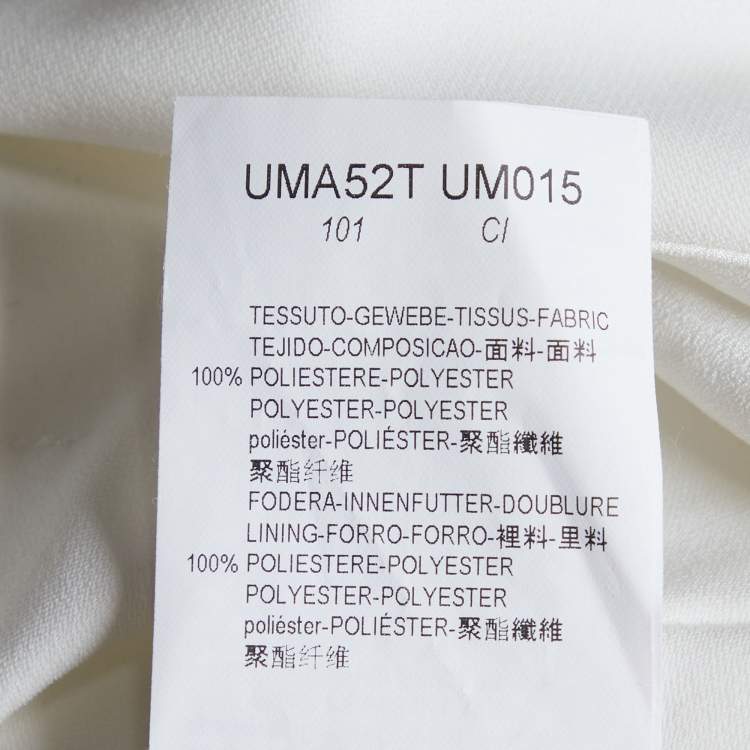 UMA52T UM015
101 CI
TESSUTO-GEWEBE-TISSUS-FABRIC
TEJIDO-COMPOSICAO-面料-面料
100% POLIESTERE-POLYESTER
POLYESTER-POLYESTER
poliéster-POLIÉSTER-聚酯纖維
聚酯纤维
FODERA-INNENFUTTER-DOUBLURE
LINING-FORRO-FORRO-裡料-里料
100% POLIESTERE-POLYESTER
POLYESTER-POLYESTER
poliéster-POLIÉSTER-聚酯纖維
聚酯纤维